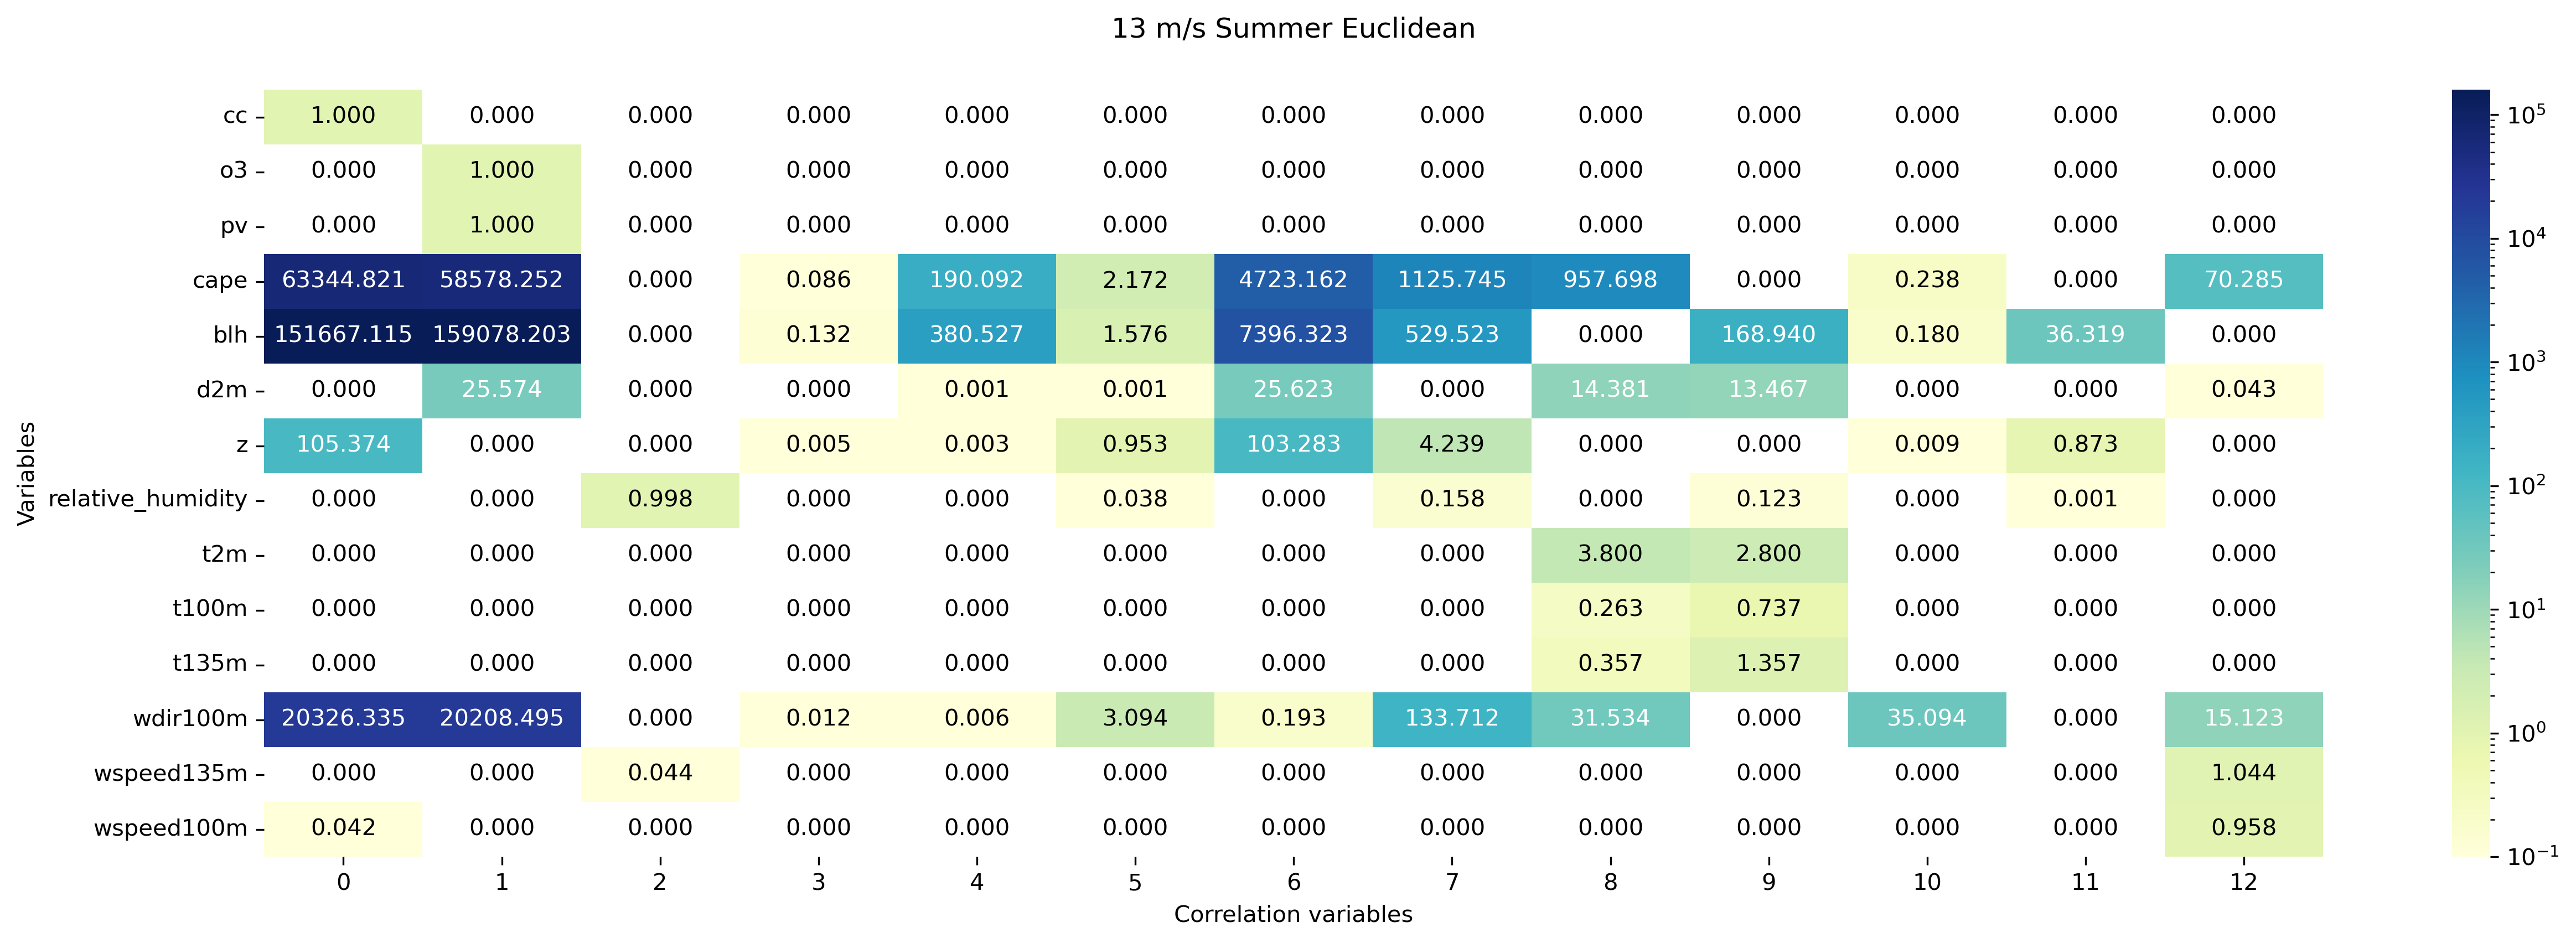 13 m/s Summer Euclidean
cc 1.000 0.000 0.000 0.000 0.000 0.000 0.000 0.000 0.000 0.000 0.000 0.000 0.000
o3 0.000 1.000 0.000 0.000 0.000 0.000 0.000 0.000 0.000 0.000 0.000 0.000 0.000
pv 0.000 1.000 0.000 0.000 0.000 0.000 0.000 0.000 0.000 0.000 0.000 0.000 0.000
cape 63344.821 58578.252 0.000 0.086 190.092 2.172 4723.162 1125.745 957.698 0.000 0.238 0.000 70.285
blh 151667.115 159078.203 0.000 0.132 380.527 1.576 7396.323 529.523 0.000 168.940 0.180 36.319 0.000
d2m 0.000 25.574 0.000 0.000 0.001 0.001 25.623 0.000 14.381 13.467 0.000 0.000 0.043
z 105.374 0.000 0.000 0.005 0.003 0.953 103.283 4.239 0.000 0.000 0.009 0.873 0.000
relative_humidity 0.000 0.000 0.998 0.000 0.000 0.038 0.000 0.158 0.000 0.123 0.000 0.001 0.000
t2m 0.000 0.000 0.000 0.000 0.000 0.000 0.000 0.000 3.800 2.800 0.000 0.000 0.000
t100m 0.000 0.000 0.000 0.000 0.000 0.000 0.000 0.000 0.263 0.737 0.000 0.000 0.000
t135m 0.000 0.000 0.000 0.000 0.000 0.000 0.000 0.000 0.357 1.357 0.000 0.000 0.000
wdir100m 20326.335 20208.495 0.000 0.012 0.006 3.094 0.193 133.712 31.534 0.000 35.094 0.000 15.123
wspeed135m 0.000 0.000 0.044 0.000 0.000 0.000 0.000 0.000 0.000 0.000 0.000 0.000 1.044
wspeed100m 0.042 0.000 0.000 0.000 0.000 0.000 0.000 0.000 0.000 0.000 0.000 0.000 0.958
0 1 2 3 4 5 6 7 8 9 10 11 12
Correlation variables
Variables
10⁵
10⁴
10³
10²
10¹
10⁰
10⁻¹